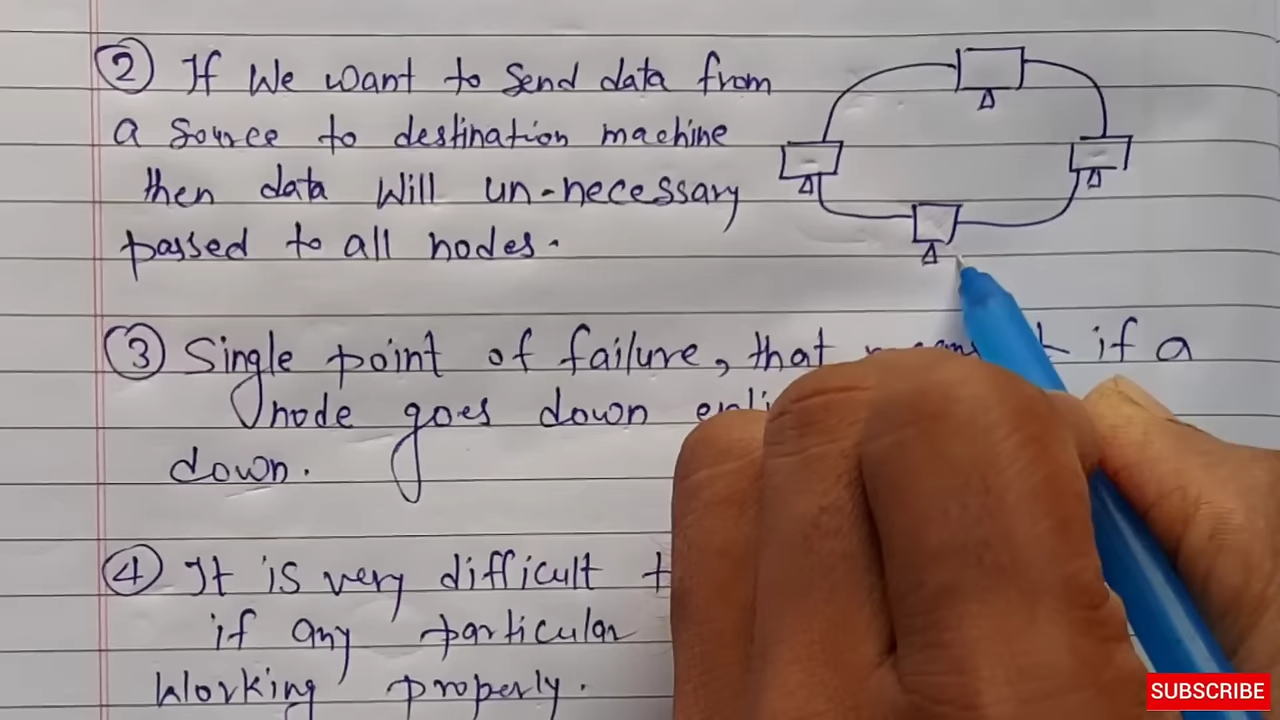 ② If We want to Send data from
a source to destination machine
then data will un-necessary
passed to all nodes.
③ Single point of failure, that if a
node goes down
down.
④ It is very difficult
if any particular
Working properly.
SUBSCRIBE